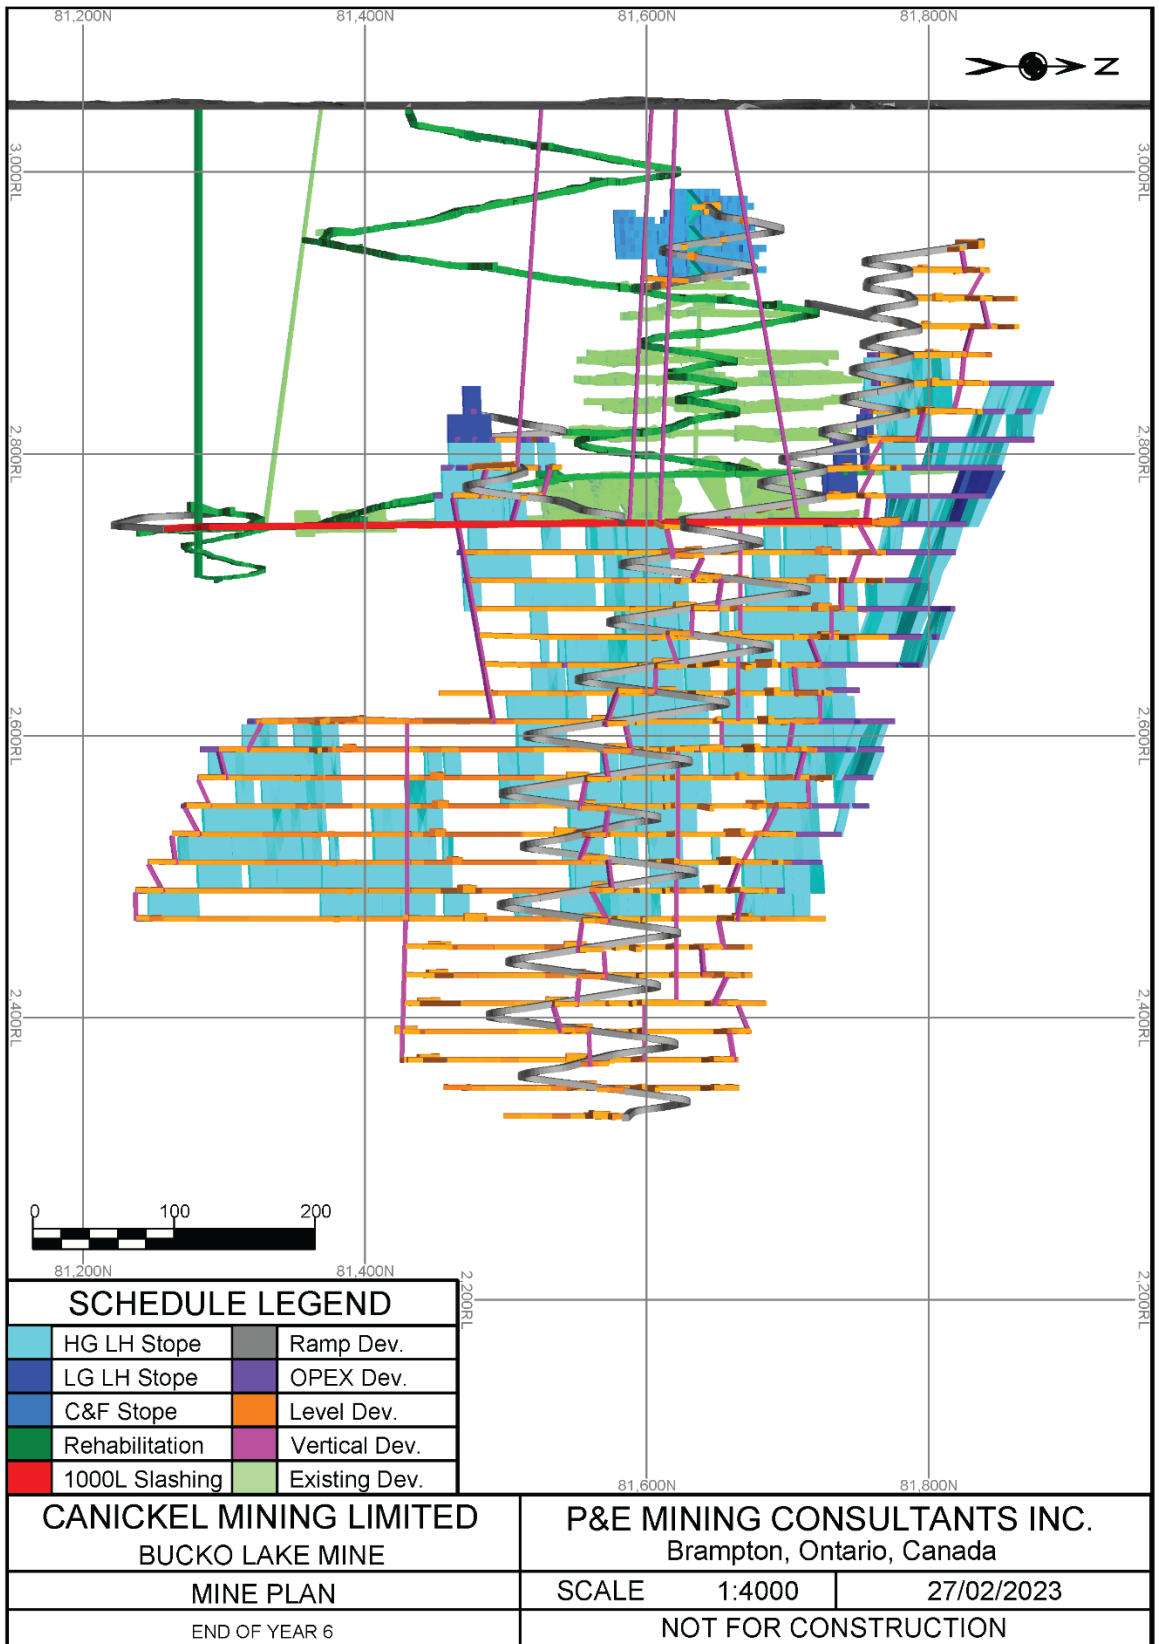 81,200N 81,400N 81,600N 81,800N
N
3,000RL 3,000RL
2,800RL 2,800RL
2,600RL 2,600RL
2,400RL 2,400RL
0 100 200
81,200N 81,400N
2,200RL 2,200RL
SCHEDULE LEGEND
HG LH Stope Ramp Dev.
LG LH Stope OPEX Dev.
C&F Stope Level Dev.
Rehabilitation Vertical Dev.
1000L Slashing Existing Dev.
81,600N 81,800N
CANICKEL MINING LIMITED
BUCKO LAKE MINE
P&E MINING CONSULTANTS INC.
Brampton, Ontario, Canada
MINE PLAN
SCALE 1:4000 27/02/2023
END OF YEAR 6
NOT FOR CONSTRUCTION